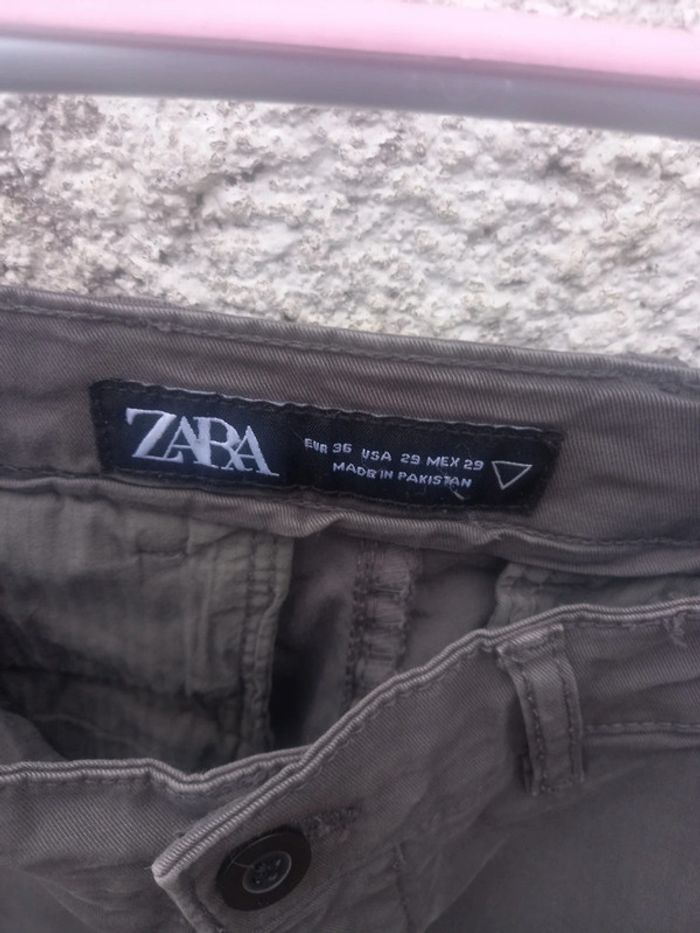 ZARA
EUR 36 USA 29 MEX 29
MADE IN PAKISTAN